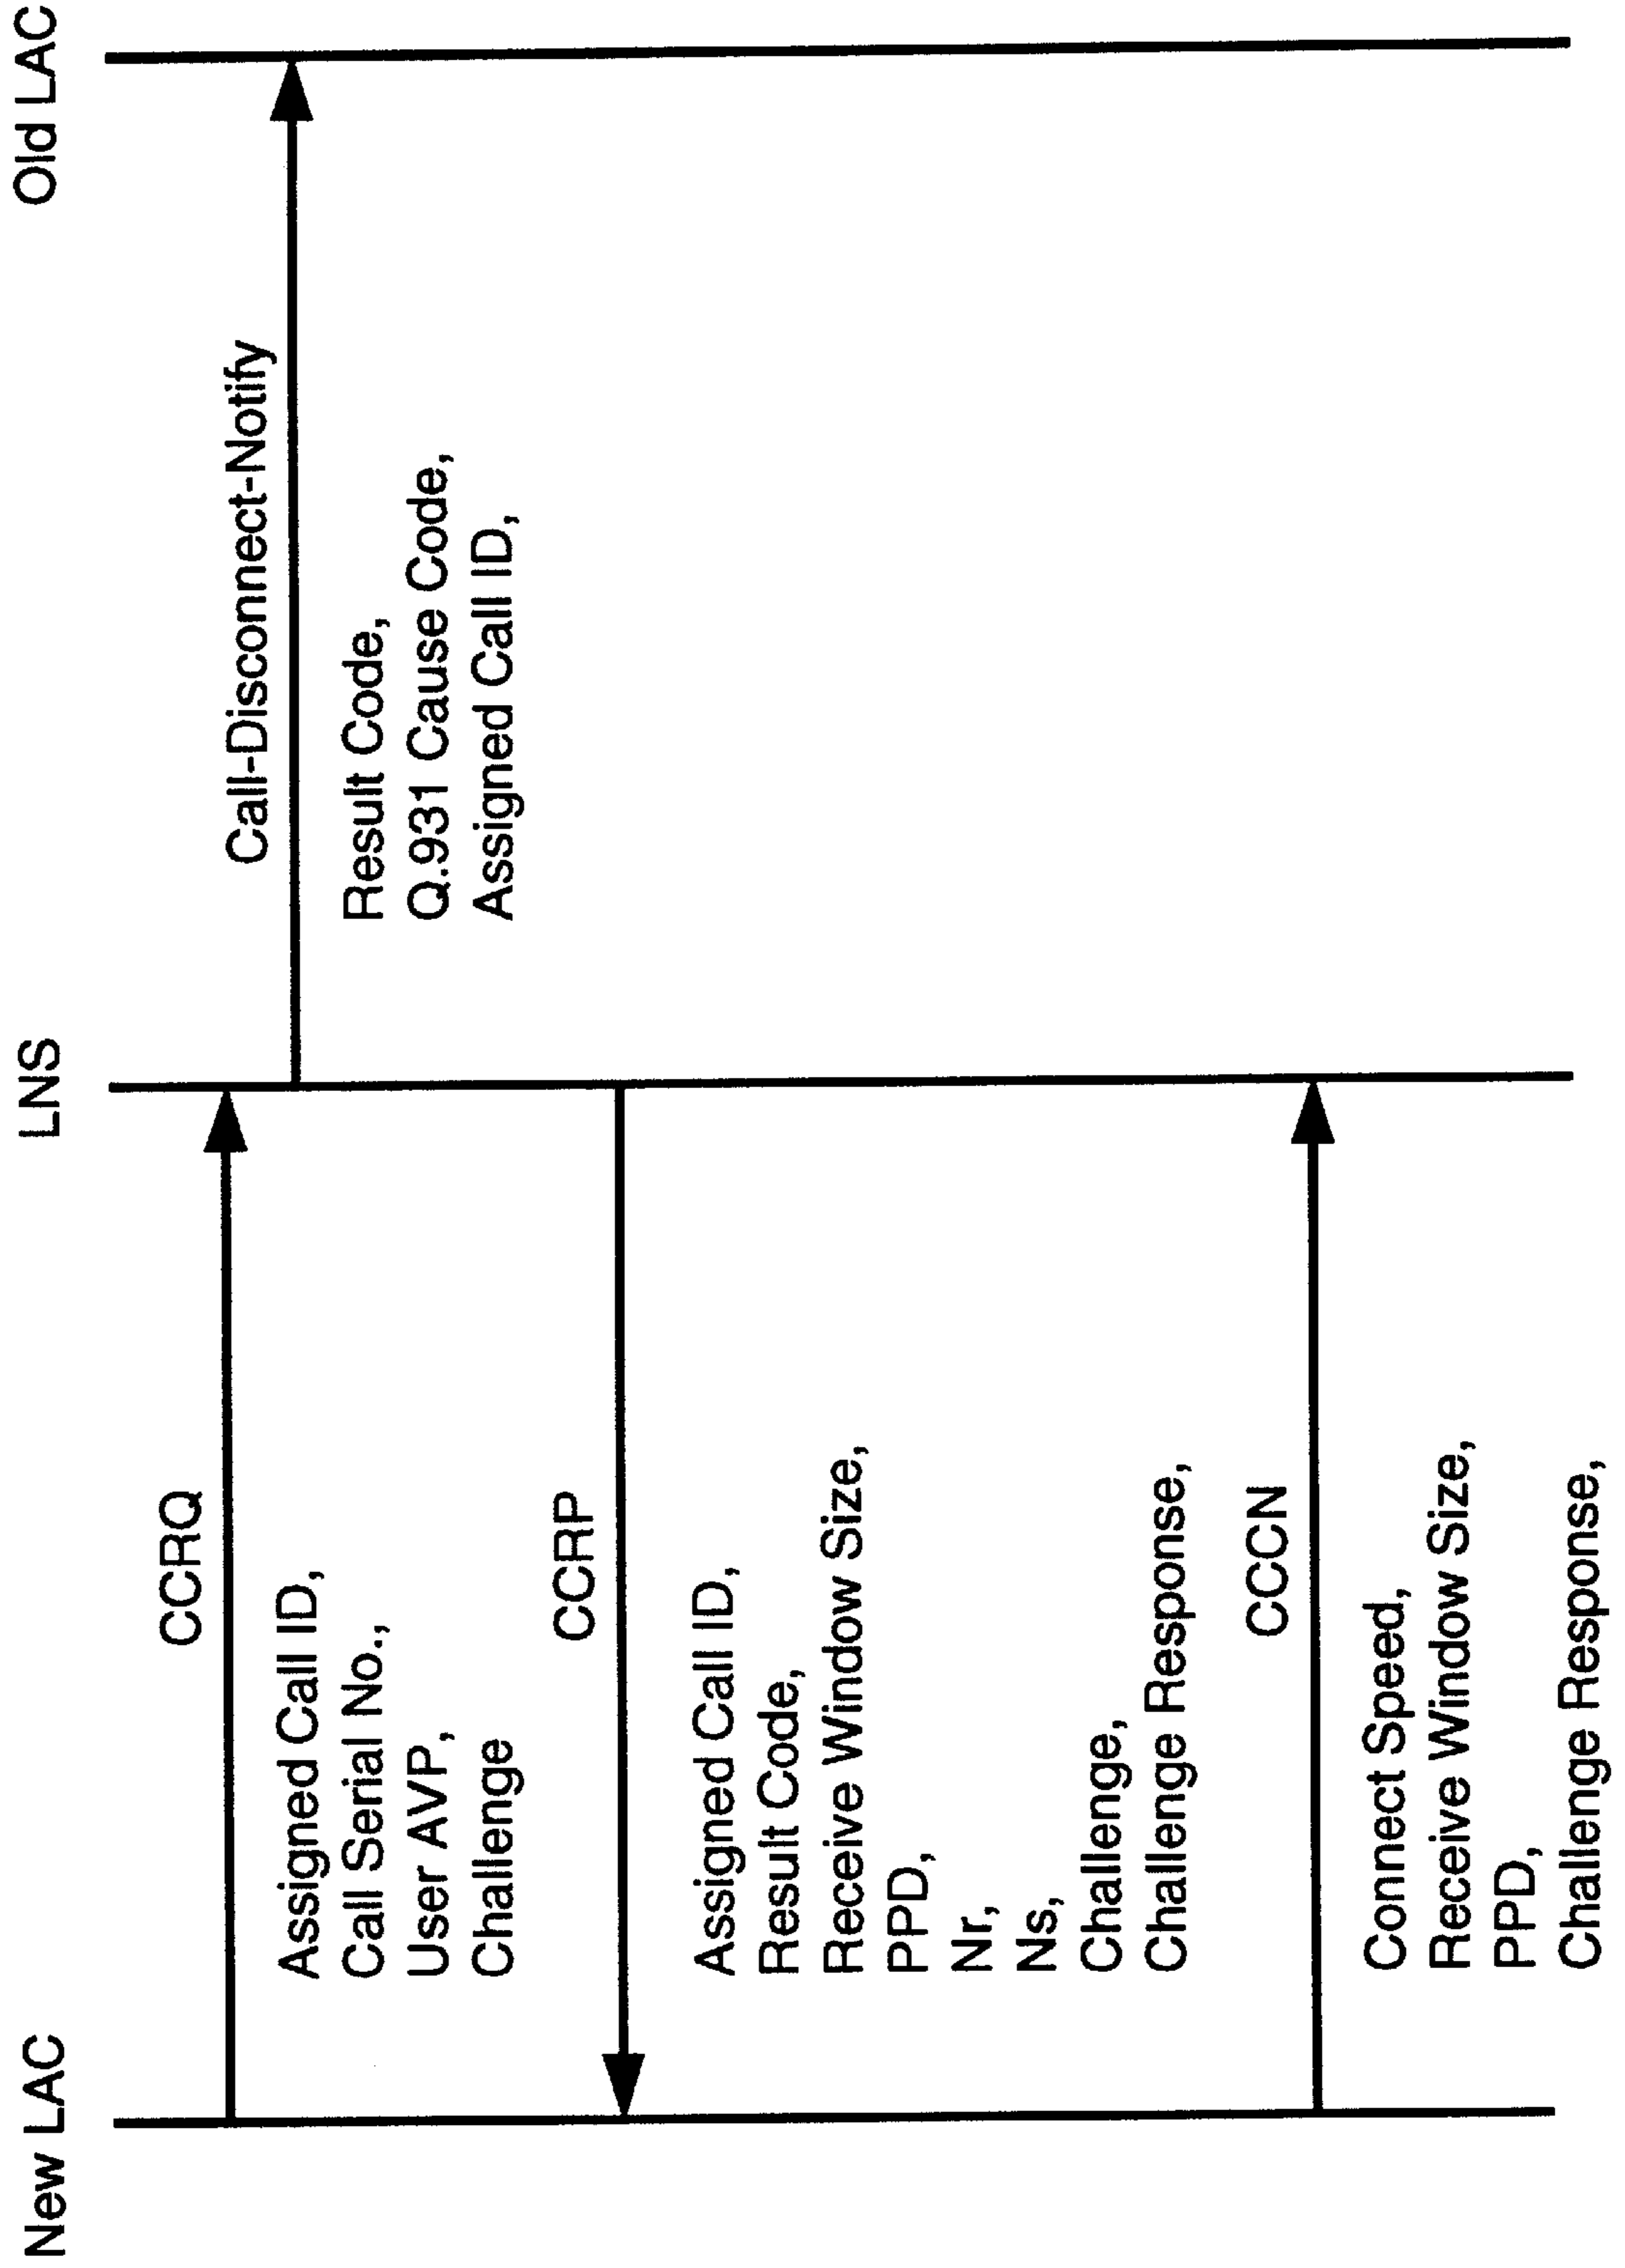 New LAC
LNS
Old LAC
CCRQ
Assigned Call ID,
Call Serial No.,
User AVP,
Challenge
Call-Disconnect-Notify
Result Code,
Q.931 Cause Code,
Assigned Call ID,
CCRP
Assigned Call ID,
Result Code,
Receive Window Size,
PPD,
Nr,
Ns,
Challenge,
Challenge Response,
CCCN
Connect Speed,
Receive Window Size,
PPD,
Challenge Response,